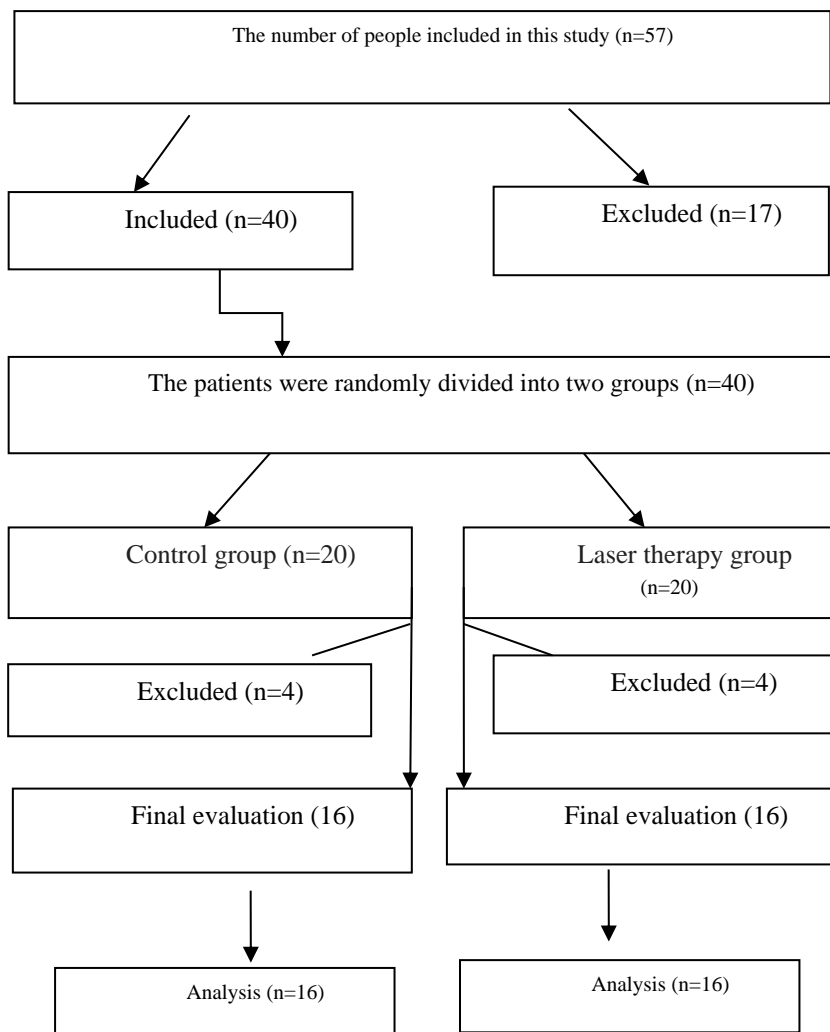 The number of people included in this study (n=57)
Included (n=40)
Excluded (n=17)
The patients were randomly divided into two groups (n=40)
Control group (n=20)
Laser therapy group
(n=20)
Excluded (n=4)
Excluded (n=4)
Final evaluation (16)
Final evaluation (16)
Analysis (n=16)
Analysis (n=16)